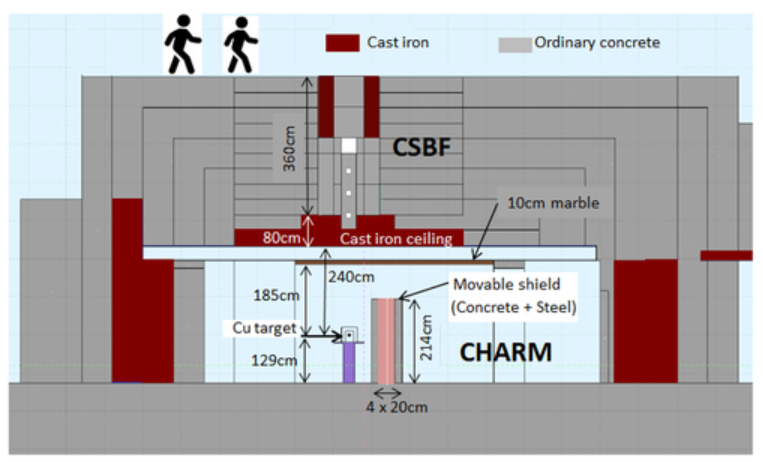 Cast iron
Ordinary concrete
360cm
CSBF
10cm marble
80cm
Cast iron ceiling
240cm
185cm
Movable shield
(Concrete + Steel)
Cu target
214cm
CHARM
129cm
4 x 20cm